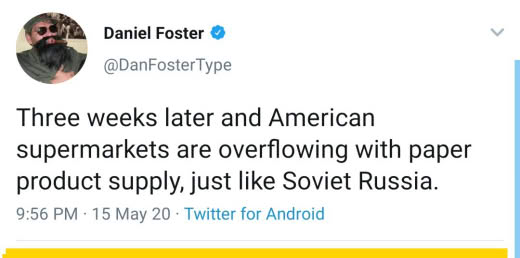 Daniel Foster
@DanFosterType
Three weeks later and American
supermarkets are overflowing with paper
product supply, just like Soviet Russia.
9:56 PM · 15 May 20 · Twitter for Android